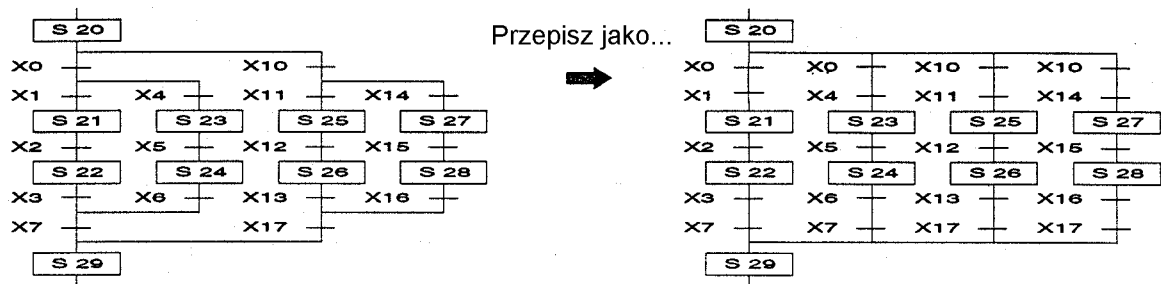 S 20
Przepisz jako...
S 20
X0 X10
X0 X0 X10 X10
X1 X4 X11 X14
X1 X4 X11 X14
S 21 S 23 S 25 S 27
S 21 S 23 S 25 S 27
X2 X5 X12 X15
X2 X5 X12 X15
S 22 S 24 S 26 S 28
S 22 S 24 S 26 S 28
X3 X6 X13 X16
X3 X6 X13 X16
X7 X17
X7 X7 X17 X17
S 29
S 29